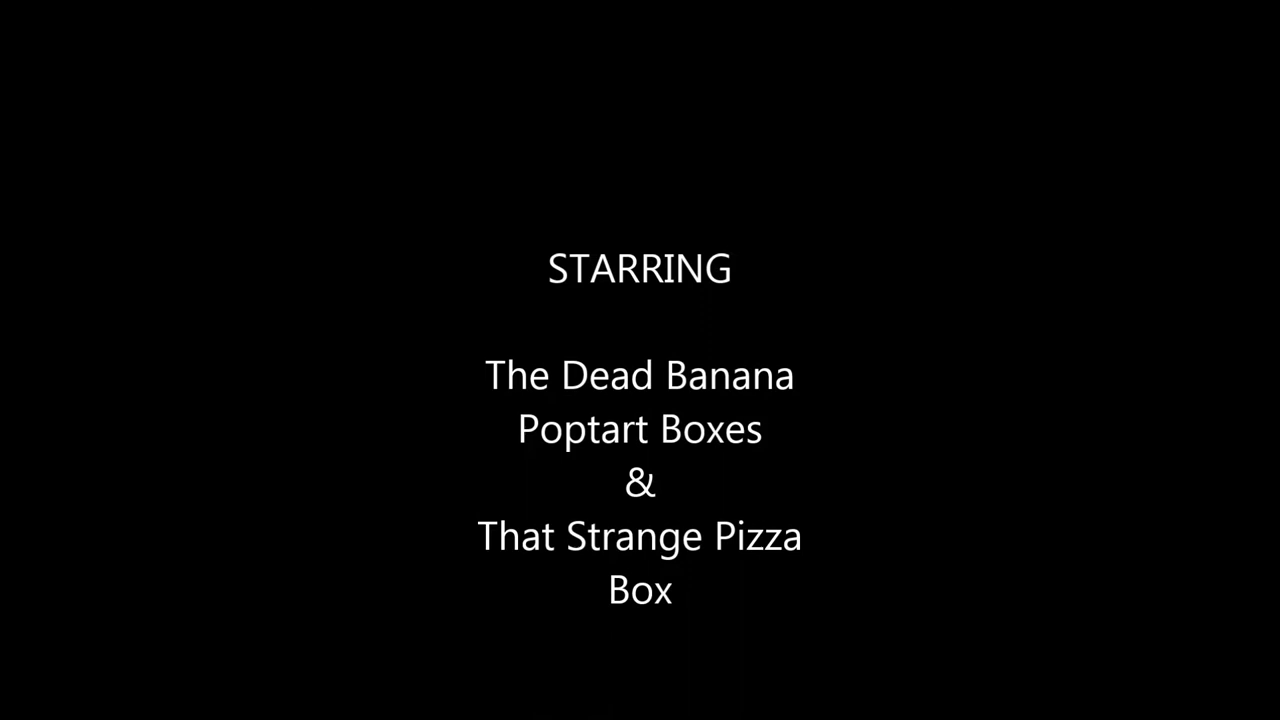 STARRING
The Dead Banana
Poptart Boxes
&
That Strange Pizza
Box